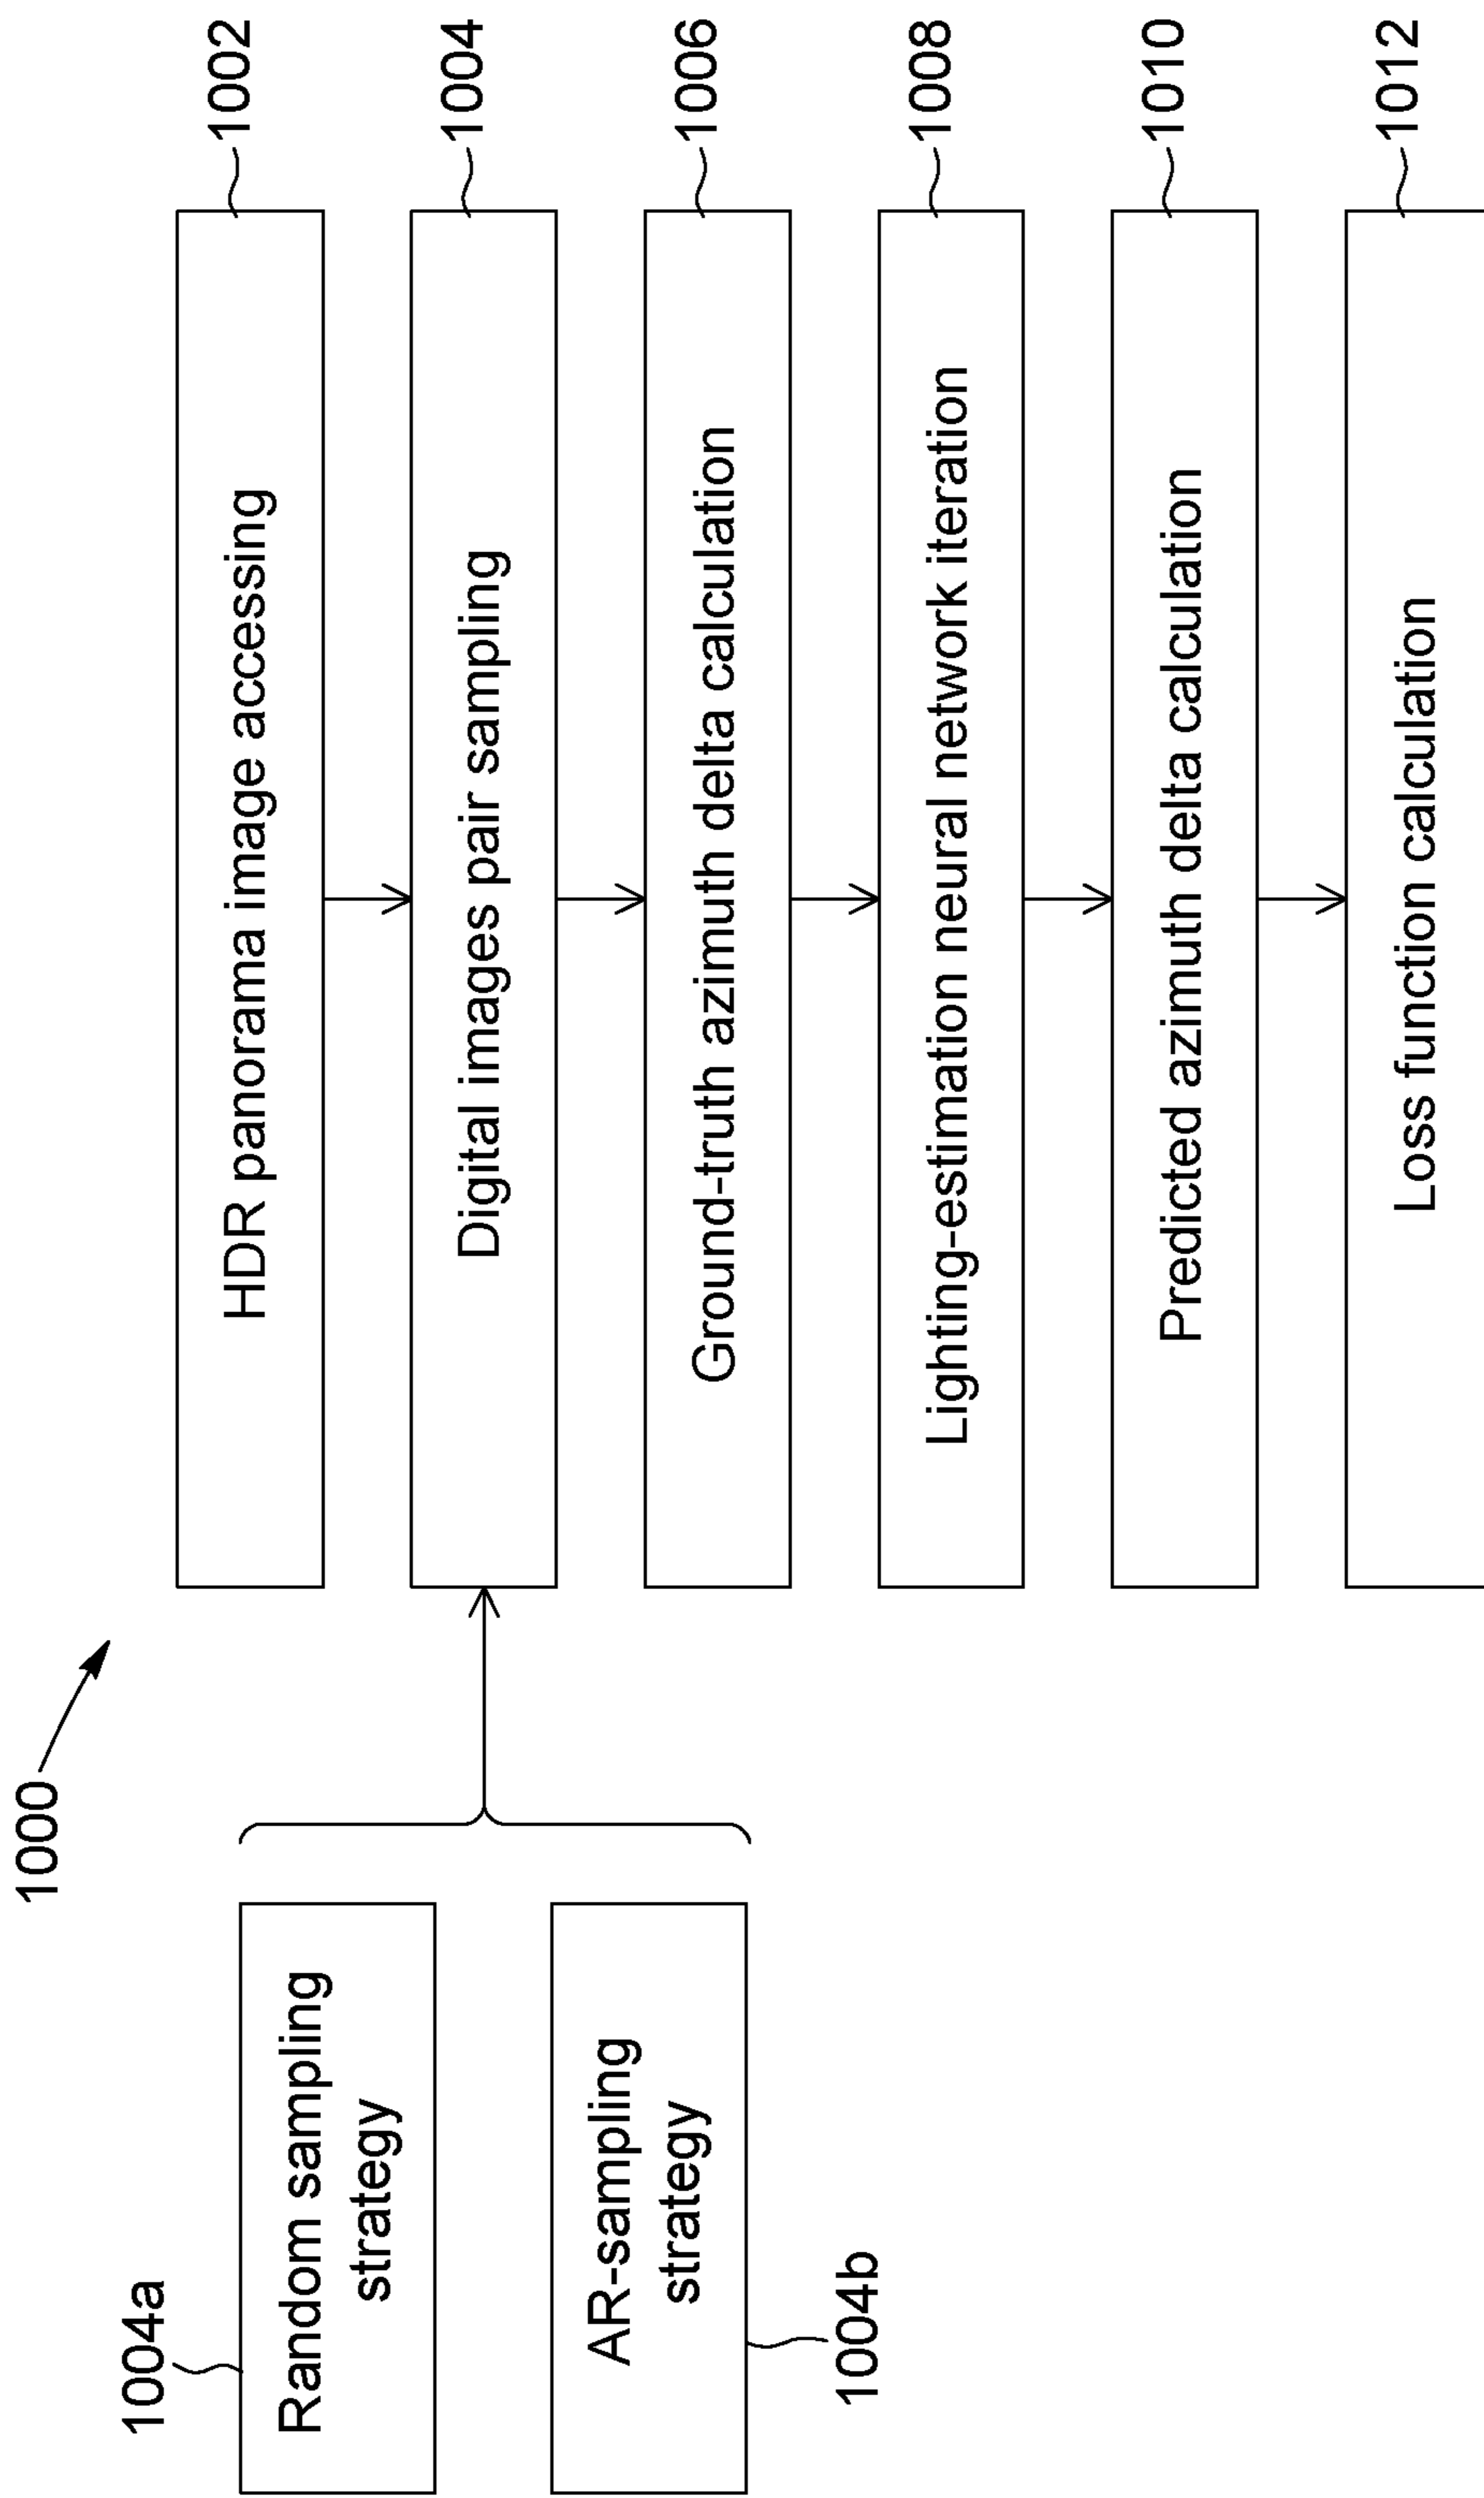 1000
HDR panorama image accessing
1002
1004a
Random sampling
strategy
Digital images pair sampling
1004
AR-sampling
strategy
1004b
Ground-truth azimuth delta calculation
1006
Lighting-estimation neural network iteration
1008
Predicted azimuth delta calculation
1010
Loss function calculation
1012